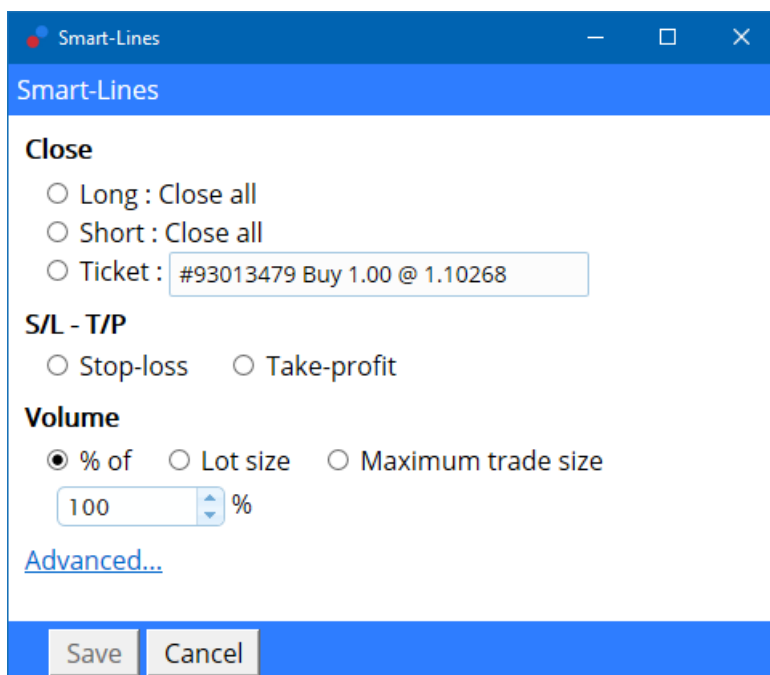 Smart-Lines
Smart-Lines
Close
Long : Close all
Short : Close all
Ticket : #93013479 Buy 1.00 @ 1.10268
S/L - T/P
Stop-loss Take-profit
Volume
% of Lot size Maximum trade size
100 %
Advanced...
Save Cancel